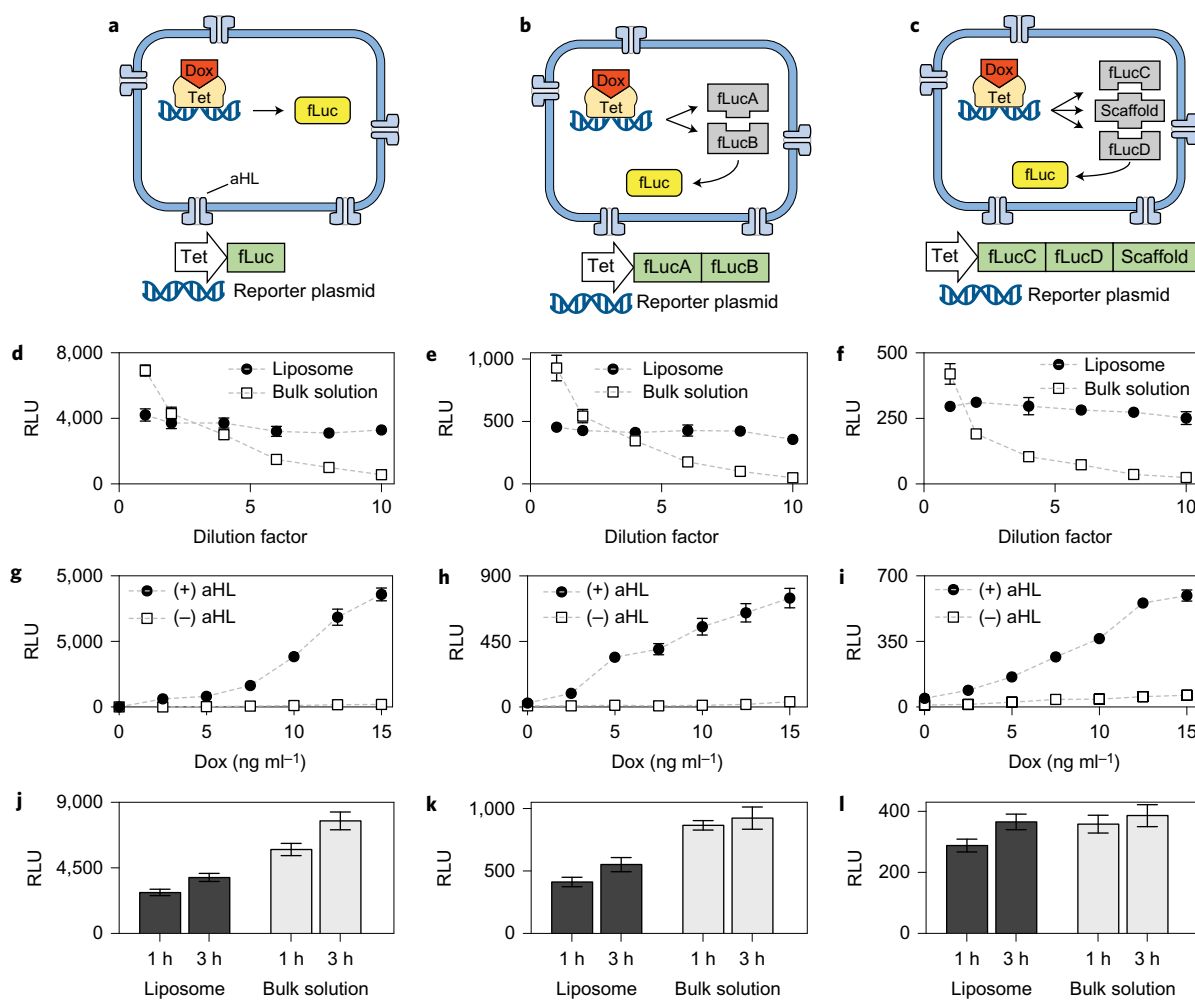 a
Dox
Tet
fLuc
aHL
Tet
fLuc
Reporter plasmid
b
Dox
Tet
fLucA
fLucB
fLuc
Tet
fLucA
fLucB
Reporter plasmid
c
Dox
Tet
fLucC
Scaffold
fLucD
fLuc
Tet
fLucC
fLucD
Scaffold
Reporter plasmid
d
8,000
4,000
0
RLU
Liposome
Bulk solution
0 5 10
Dilution factor
e
1,000
500
0
RLU
Liposome
Bulk solution
0 5 10
Dilution factor
f
500
250
0
RLU
Liposome
Bulk solution
0 5 10
Dilution factor
g
5,000
5,000
0
RLU
(+) aHL
(–) aHL
0 5 10 15
Dox (ng ml⁻¹)
h
900
450
0
RLU
(+) aHL
(–) aHL
0 5 10 15
Dox (ng ml⁻¹)
i
700
350
0
RLU
(+) aHL
(–) aHL
0 5 10 15
Dox (ng ml⁻¹)
j
9,000
4,500
0
RLU
1 h 3 h 1 h 3 h
Liposome Bulk solution
k
1,000
500
0
RLU
1 h 3 h 1 h 3 h
Liposome Bulk solution
l
400
200
0
RLU
1 h 3 h 1 h 3 h
Liposome Bulk solution